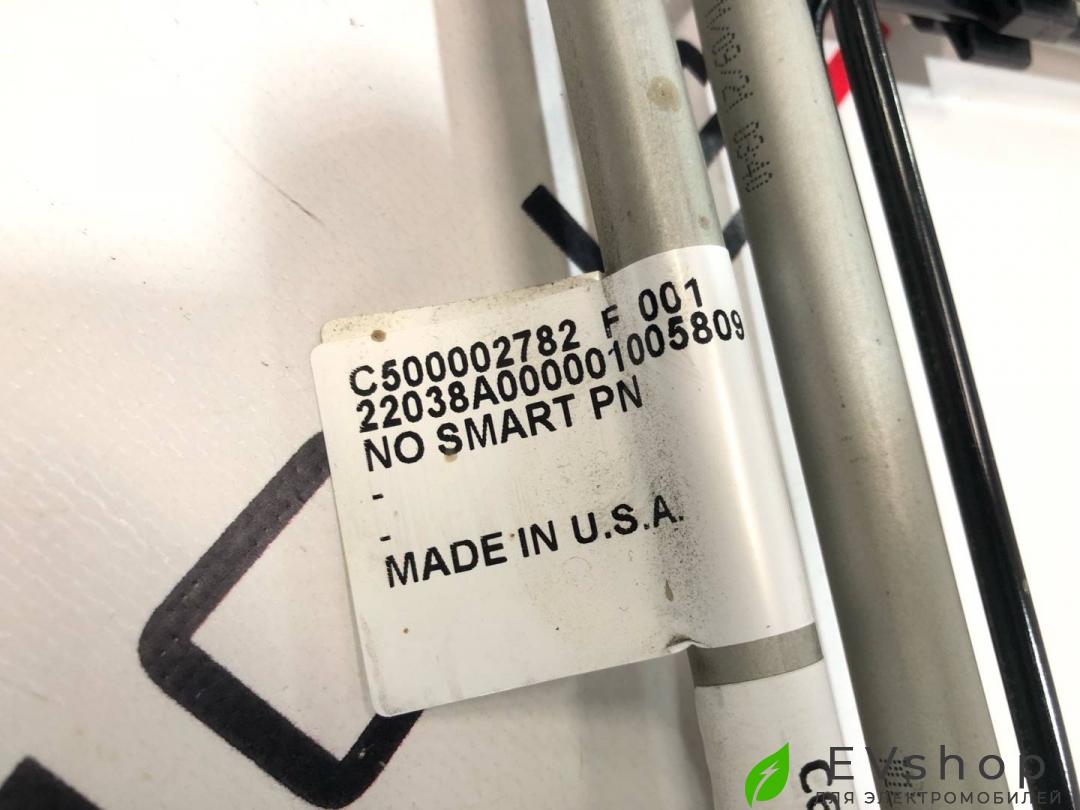 C500002782 F 001
22038A000001005809
NO SMART PN
-
-
MADE IN U.S.A.
EVshop
ДЛЯ ЭЛЕКТРОМОБИЛЕЙ